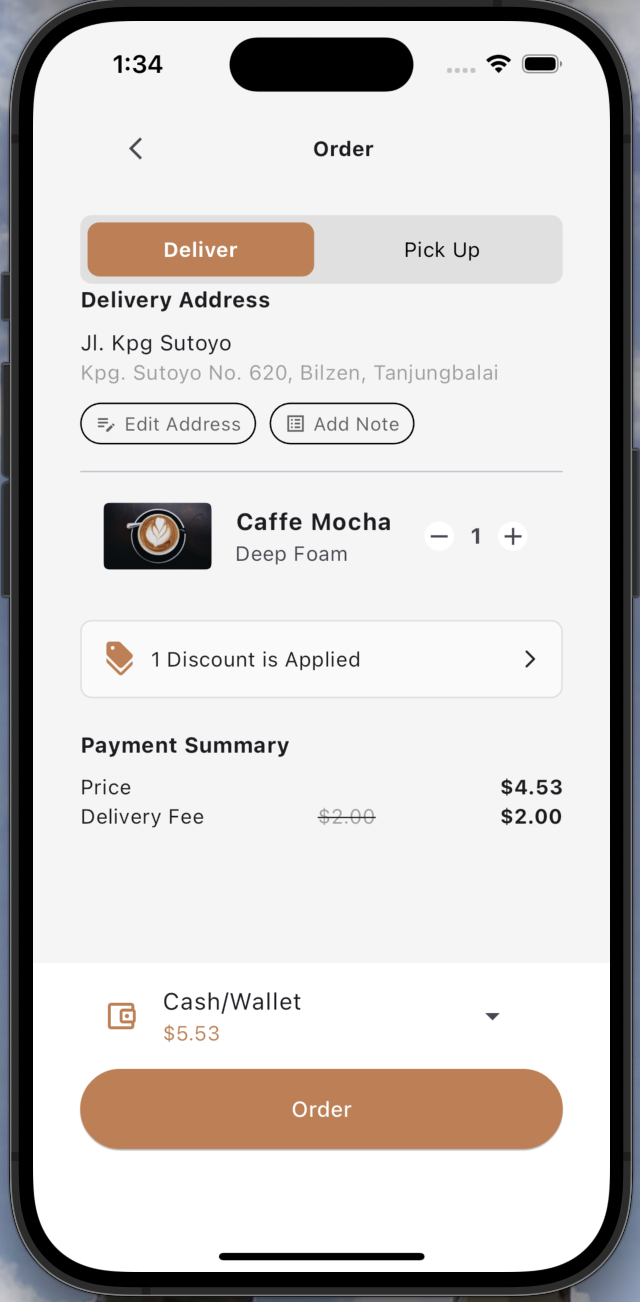 1:34
Order
Deliver Pick Up
Delivery Address
Jl. Kpg Sutoyo
Kpg. Sutoyo No. 620, Bilzen, Tanjungbalai
Edit Address Add Note
Caffe Mocha
Deep Foam
1
1 Discount is Applied
Payment Summary
Price $4.53
Delivery Fee $2.00 $2.00
Cash/Wallet
$5.53
Order